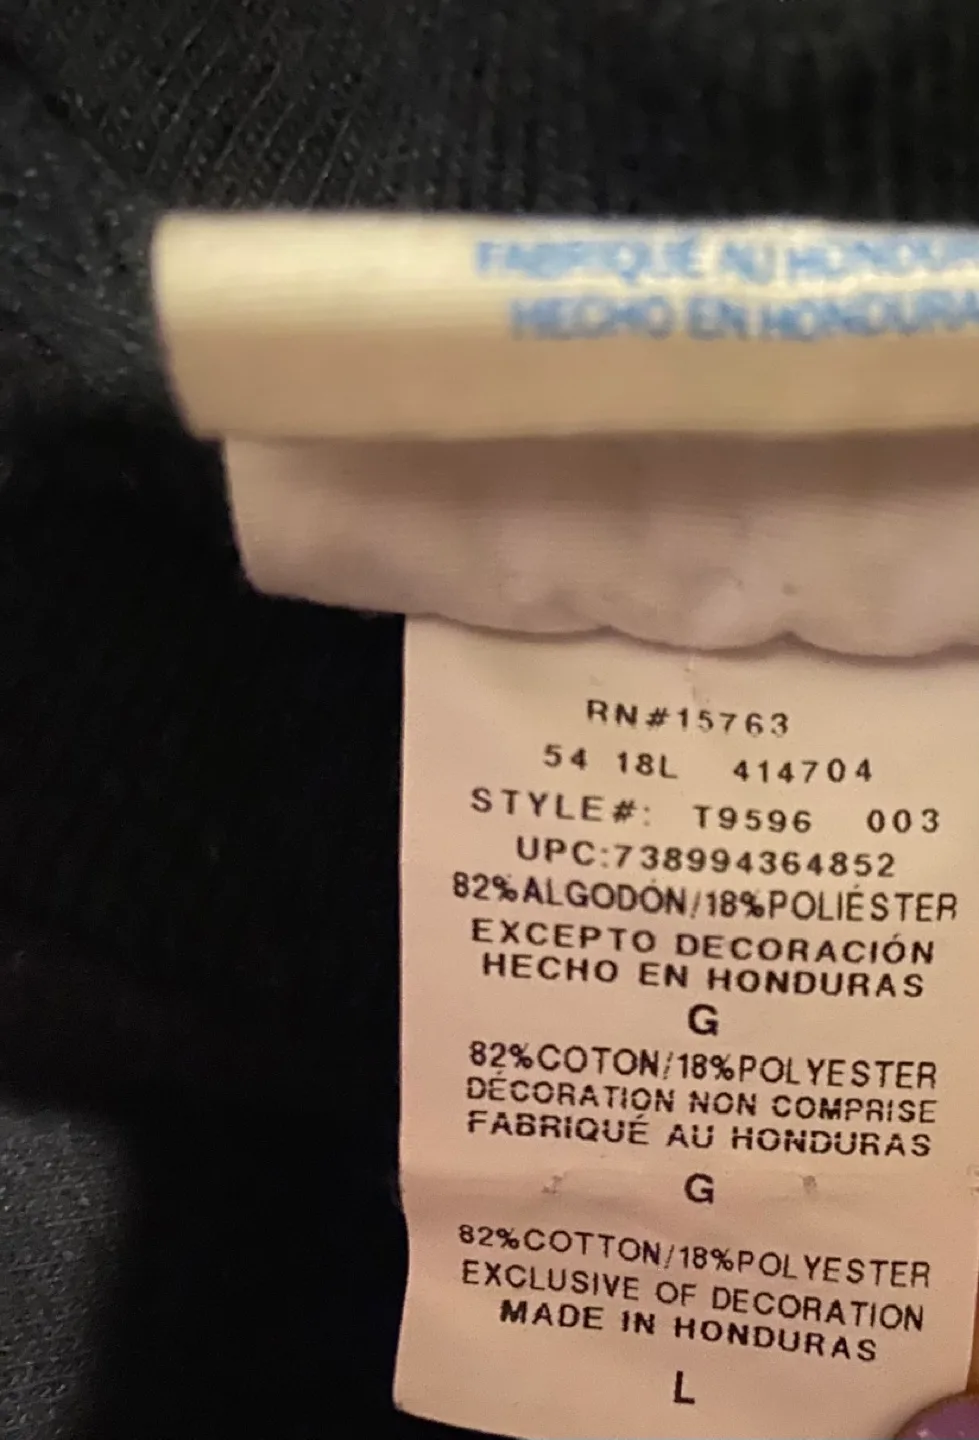 FABRIQUÉ AU HONDURAS
HECHO EN HONDURAS
RN#15763
54 18L 414704
STYLE#: T9596 003
UPC:738994364852
82%ALGODÓN/18%POLIÉSTER
EXCEPTO DECORACIÓN
HECHO EN HONDURAS
G
82%COTON/18%POLYESTER
DÉCORATION NON COMPRISE
FABRIQUÉ AU HONDURAS
G
82%COTTON/18%POLYESTER
EXCLUSIVE OF DECORATION
MADE IN HONDURAS
L